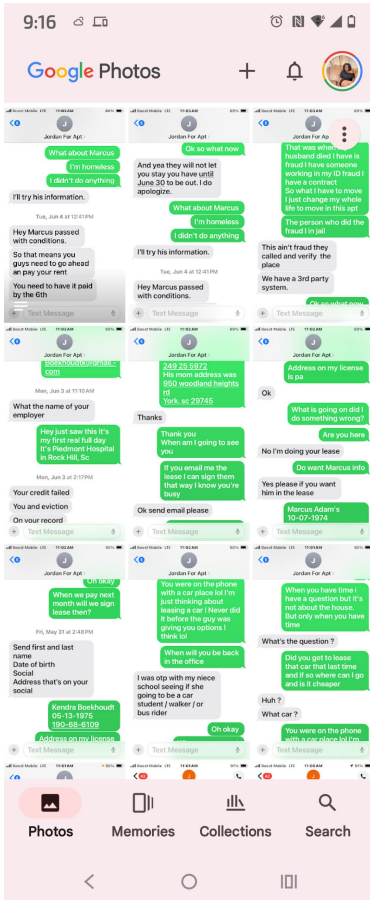 9:16
Google Photos
Boost Mobile LTE 11:03 AM 89%
6
J
Jordan For Apt
What about Marcus
I'm homeless
I didn't do anything
I'll try his information.
Tue, Jun 4 at 12:41 PM
Hey Marcus passed
with conditions.
So that means you
guys need to go ahead
an pay your rent
You need to have it paid
by the 6th
Text Message
J
Jordan For Apt
Ok so what now
And yea they will not let
you stay you have until
June 30 to be out. I do
apologize.
What about Marcus
I'm homeless
I didn't do anything
I'll try his information.
Tue, Jun 4 at 12:41 PM
Hey Marcus passed
with conditions.
Text Message
J
Jordan For Ap
That was when
husband died I have is
fraud I have someone
working in my ID fraud I
have a contract
So what I have to move
I just change my whole
life to move in this apt
The person who did the
fraud I in jail
This ain't fraud they
called and verify the
place
We have a 3rd party
system.
Ok so what now
Text Message
J
Jordan For Apt
com
Mon, Jun 3 at 11:10 AM
What the name of your
employer
Hey just saw this it's
my first real full day
It's Piedmont Hospital
in Rock Hill, Sc
Mon, Jun 3 at 2:17 PM
Your credit failed
You and eviction
On your record
Text Message
J
Jordan For Apt
249 25 5972
His mom address was
950 woodland heights
rd
York, sc 29745
Thanks
Thank you
When am I going to see
you
If you email me the
lease I can sign them
that way I know you're
busy
Ok send email please
Text Message
J
Jordan For Apt
Address on my license
is pa
Ok
What is going on did I
do something wrong?
Are you here
No I'm doing your lease
Do want Marcus info
Yes please if you want
him in the lease
Marcus Adam's
10-07-1974
Text Message
J
Jordan For Apt
Oh okay
When we pay next
month will we sign
lease then?
Fri, May 31 at 2:48 PM
Send first and last
name
Date of birth
Social
Address that's on your
social
Kendra Boekhoudt
05-13-1975
190-68-6109
Address on my license
Text Message
J
Jordan For Apt
You were on the phone
with a car place lol I'm
just thinking about
leasing a car I Never did
it before the guy was
giving you options I
think lol
When will you be back
in the office
I was otp with my niece
school seeing if she
going to be a car
student / walker / or
bus rider
Oh okay
Text Message
J
Jordan For Apt
When you have time I
have a question but it's
not about the house.
But only when you have
time
What's the question ?
Did you get to lease
that car that last time
and if so where can I go
and is it cheaper
Huh ?
What car ?
You were on the phone
with a car place lol I'm
Text Message
Photos
Memories
Collections
Search